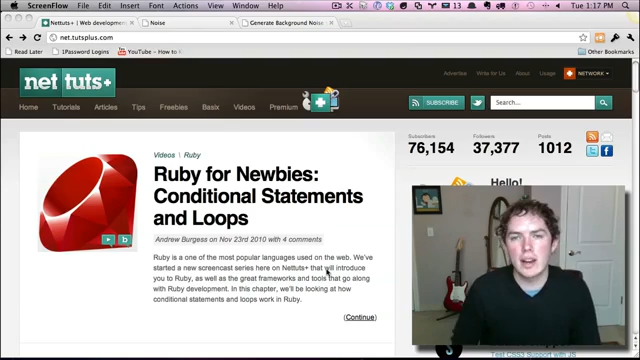 ScreenFlow File Edit Insert Font Actions Arrange View Window Help 13 Tue 1:17 PM
Nettuts+ | Web development Noise Generate Background Noise
net.tutsplus.com
Read Later 1Password Logins YouTube – How to Other Bookmarks
net tuts+
Advertise Write for Us About Usage NETWORK
Home Tutorials Articles Tips Freebies Basix Videos Premium
SUBSCRIBE Search...
Videos \ Ruby
Ruby for Newbies:
Conditional Statements
and Loops
Andrew Burgess on Nov 23rd 2010 with 4 comments
Ruby is a one of the most popular languages used on the web. We've
started a new screencast series here on Nettuts+ that will introduce
you to Ruby, as well as the great frameworks and tools that go along
with Ruby development. In this chapter, we'll be looking at how
conditional statements and loops work in Ruby.
(Continue)
Subscribers Followers Posts
76,154 37,377 1012
Hello!
Test CSS3 Support with JS